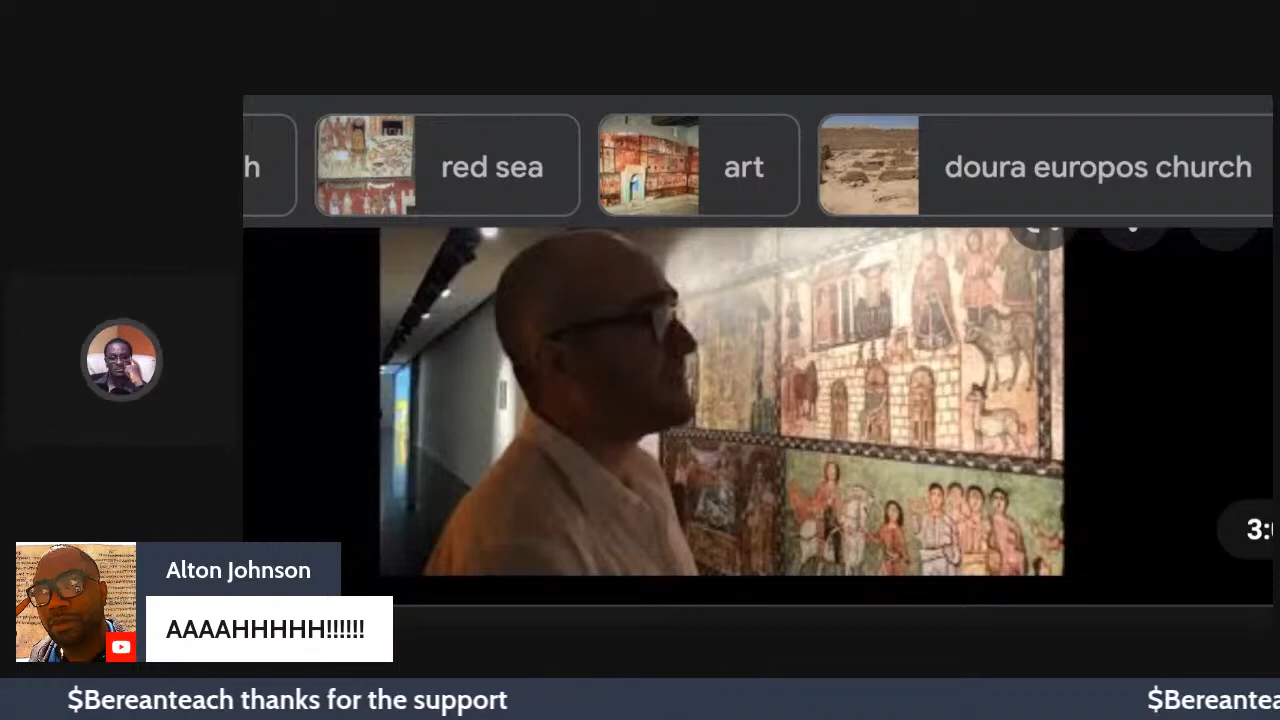 h
red sea
art
doura europos church
3:
Alton Johnson
AAAAHHHHH!!!!!!
$Bereanteach thanks for the support
$Bereantea